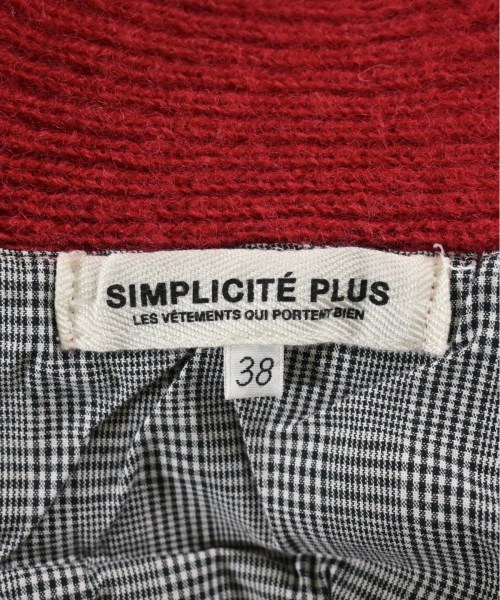 SIMPLICITÉ PLUS
LES VÊTEMENTS QUI PORTENT BIEN
38